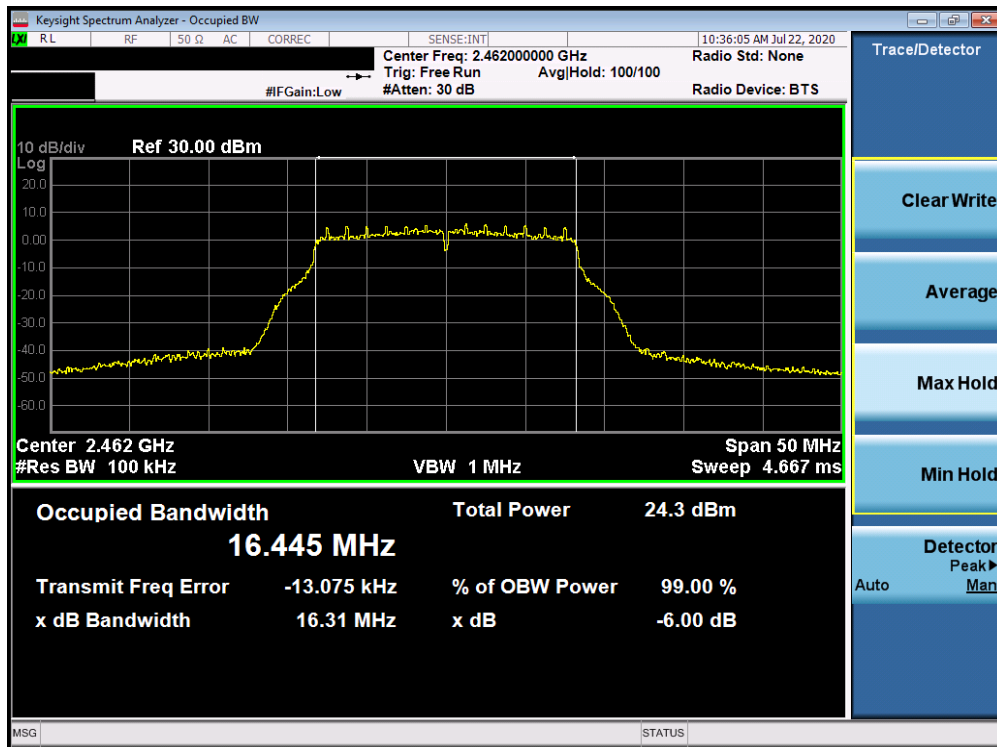 Keysight Spectrum Analyzer - Occupied BW
LXI RL RF 50 Ω AC CORREC SENSE:INT 10:36:05 AM Jul 22, 2020
Center Freq: 2.462000000 GHz Radio Std: None
Trig: Free Run Avg|Hold: 100/100
#IFGain:Low #Atten: 30 dB Radio Device: BTS
10 dB/div Ref 30.00 dBm
Log
20.0
10.0
0.00
-10.0
-20.0
-30.0
-40.0
-50.0
-60.0
Center 2.462 GHz Span 50 MHz
#Res BW 100 kHz VBW 1 MHz Sweep 4.667 ms
Occupied Bandwidth Total Power 24.3 dBm
16.445 MHz
Transmit Freq Error -13.075 kHz % of OBW Power 99.00 %
x dB Bandwidth 16.31 MHz x dB -6.00 dB
MSG STATUS
Trace/Detector
Clear Write
Average
Max Hold
Min Hold
Detector
Peak▶
Auto Man